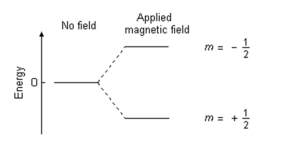 No field
Applied
magnetic field
m = - 1/2
Energy
0
m = + 1/2